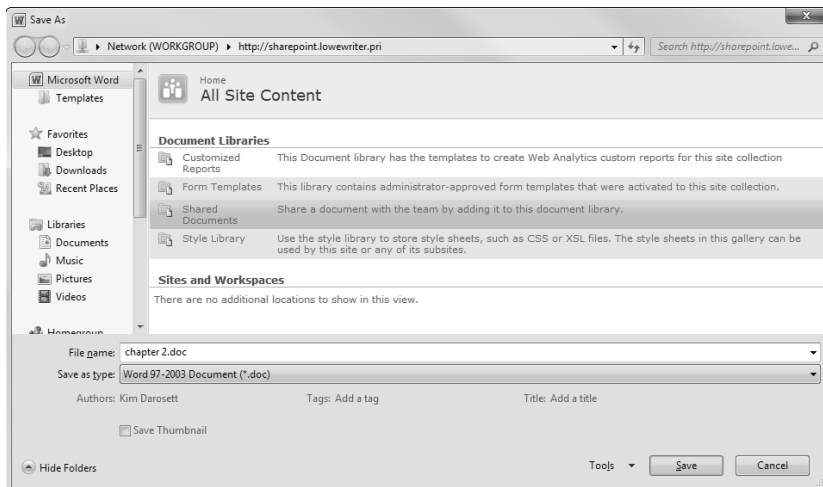 Save As
Network (WORKGROUP) http://sharepoint.lowewriter.pri
Search http://sharepoint.lowe...
Microsoft Word
Templates
Favorites
Desktop
Downloads
Recent Places
Libraries
Documents
Music
Pictures
Videos
Homegroup
Home
All Site Content
Document Libraries
Customized
Reports
This Document library has the templates to create Web Analytics custom reports for this site collection
Form Templates
This library contains administrator-approved form templates that were activated to this site collection.
Shared
Documents
Share a document with the team by adding it to this document library.
Style Library
Use the style library to store style sheets, such as CSS or XSL files. The style sheets in this gallery can be
used by this site or any of its subsites.
Sites and Workspaces
There are no additional locations to show in this view.
File name: chapter 2.doc
Save as type: Word 97-2003 Document (*.doc)
Authors: Kim Darosett Tags: Add a tag Title: Add a title
Save Thumbnail
Hide Folders Tools Save Cancel